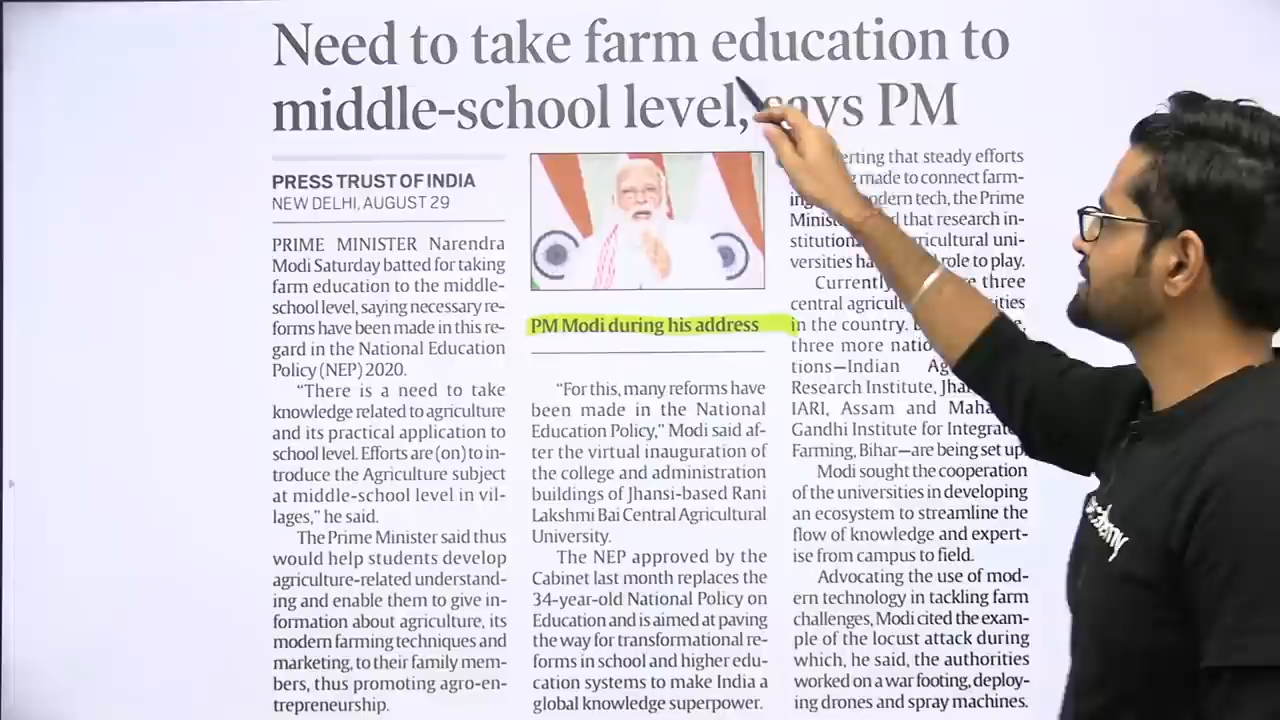 Need to take farm education to
middle-school level, says PM
PRESS TRUST OF INDIA
NEW DELHI, AUGUST 29
PRIME MINISTER Narendra
Modi Saturday batted for taking
farm education to the middle-
school level, saying necessary re-
forms have been made in this re-
gard in the National Education
Policy (NEP) 2020.
"There is a need to take
knowledge related to agriculture
and its practical application to
school level. Efforts are (on) to in-
troduce the Agriculture subject
at middle-school level in vil-
lages," he said.
The Prime Minister said thus
would help students develop
agriculture-related understand-
ing and enable them to give in-
formation about agriculture, its
modern farming techniques and
marketing, to their family mem-
bers, thus promoting agro-en-
trepreneurship.
PM Modi during his address
"For this, many reforms have
been made in the National
Education Policy," Modi said af-
ter the virtual inauguration of
the college and administration
buildings of Jhansi-based Rani
Lakshmi Bai Central Agricultural
University.
The NEP approved by the
Cabinet last month replaces the
34-year-old National Policy on
Education and is aimed at paving
the way for transformational re-
forms in school and higher edu-
cation systems to make India a
global knowledge superpower.
that steady efforts
made to connect farm-
tech, the Prime
that research in-
uni-
versities role to play.
Currently three
central
in the country.
three more
tions—Indian
Research Institute,
IARI, Assam and
Gandhi Institute for
Farming, Bihar—are being set up.
Modi sought the cooperation
of the universities in developing
an ecosystem to streamline the
flow of knowledge and expert-
ise from campus to field.
Advocating the use of mod-
ern technology in tackling farm
challenges, Modi cited the exam-
ple of the locust attack during
which, he said, the authorities
worked on a war footing, deploy-
ing drones and spray machines.